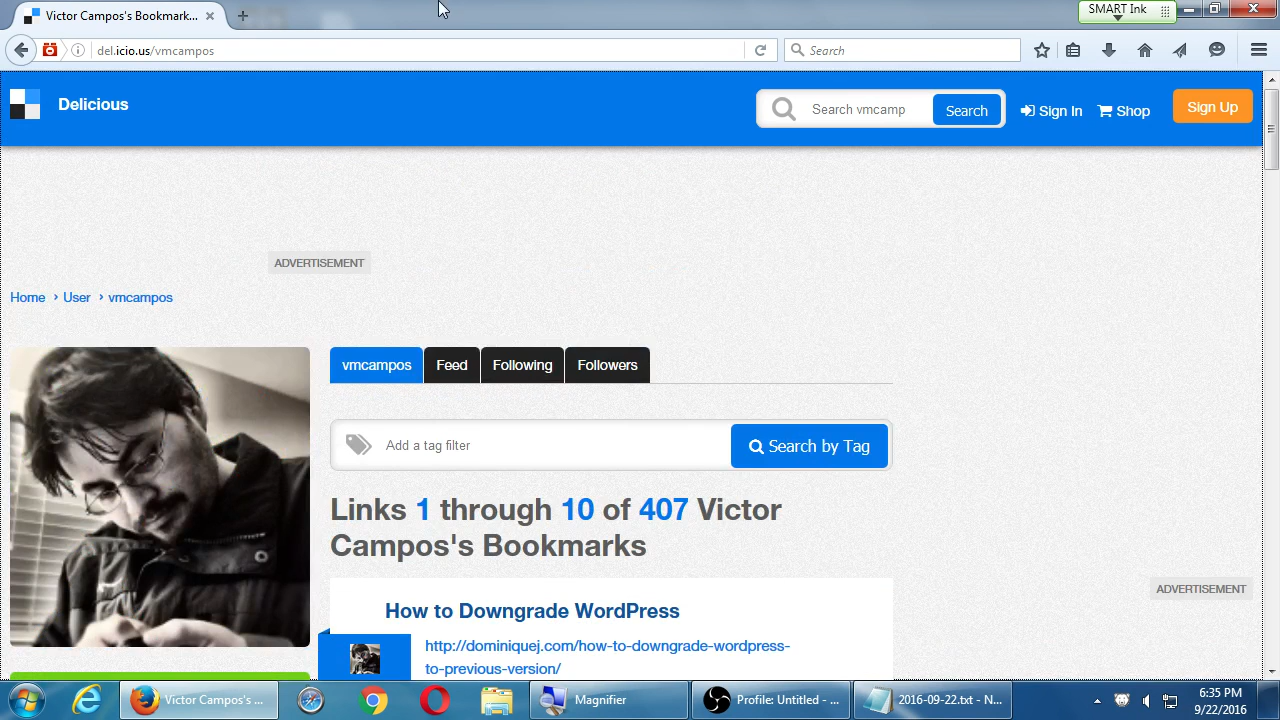 Victor Campos's Bookmark...
SMART Ink
del.icio.us/vmcampos
Search
Delicious
Search vmcamp
Search
Sign In
Shop
Sign Up
ADVERTISEMENT
Home › User › vmcampos
vmcampos
Feed
Following
Followers
Add a tag filter
Search by Tag
Links 1 through 10 of 407 Victor
Campos's Bookmarks
ADVERTISEMENT
How to Downgrade WordPress
http://dominiquej.com/how-to-downgrade-wordpress-
to-previous-version/
Victor Campos's ...
Magnifier
Profile: Untitled - ...
2016-09-22.txt - N...
6:35 PM
9/22/2016